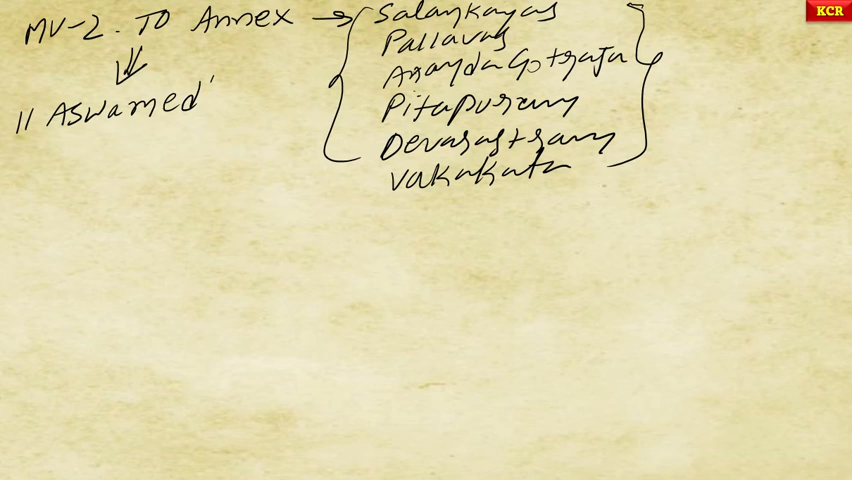 MV-2. To Annex → Salankayas
Pallavas
Ananda Gotraja
Pitapuram
Devarastram
Vakakata
11 Aswamed'
KCR